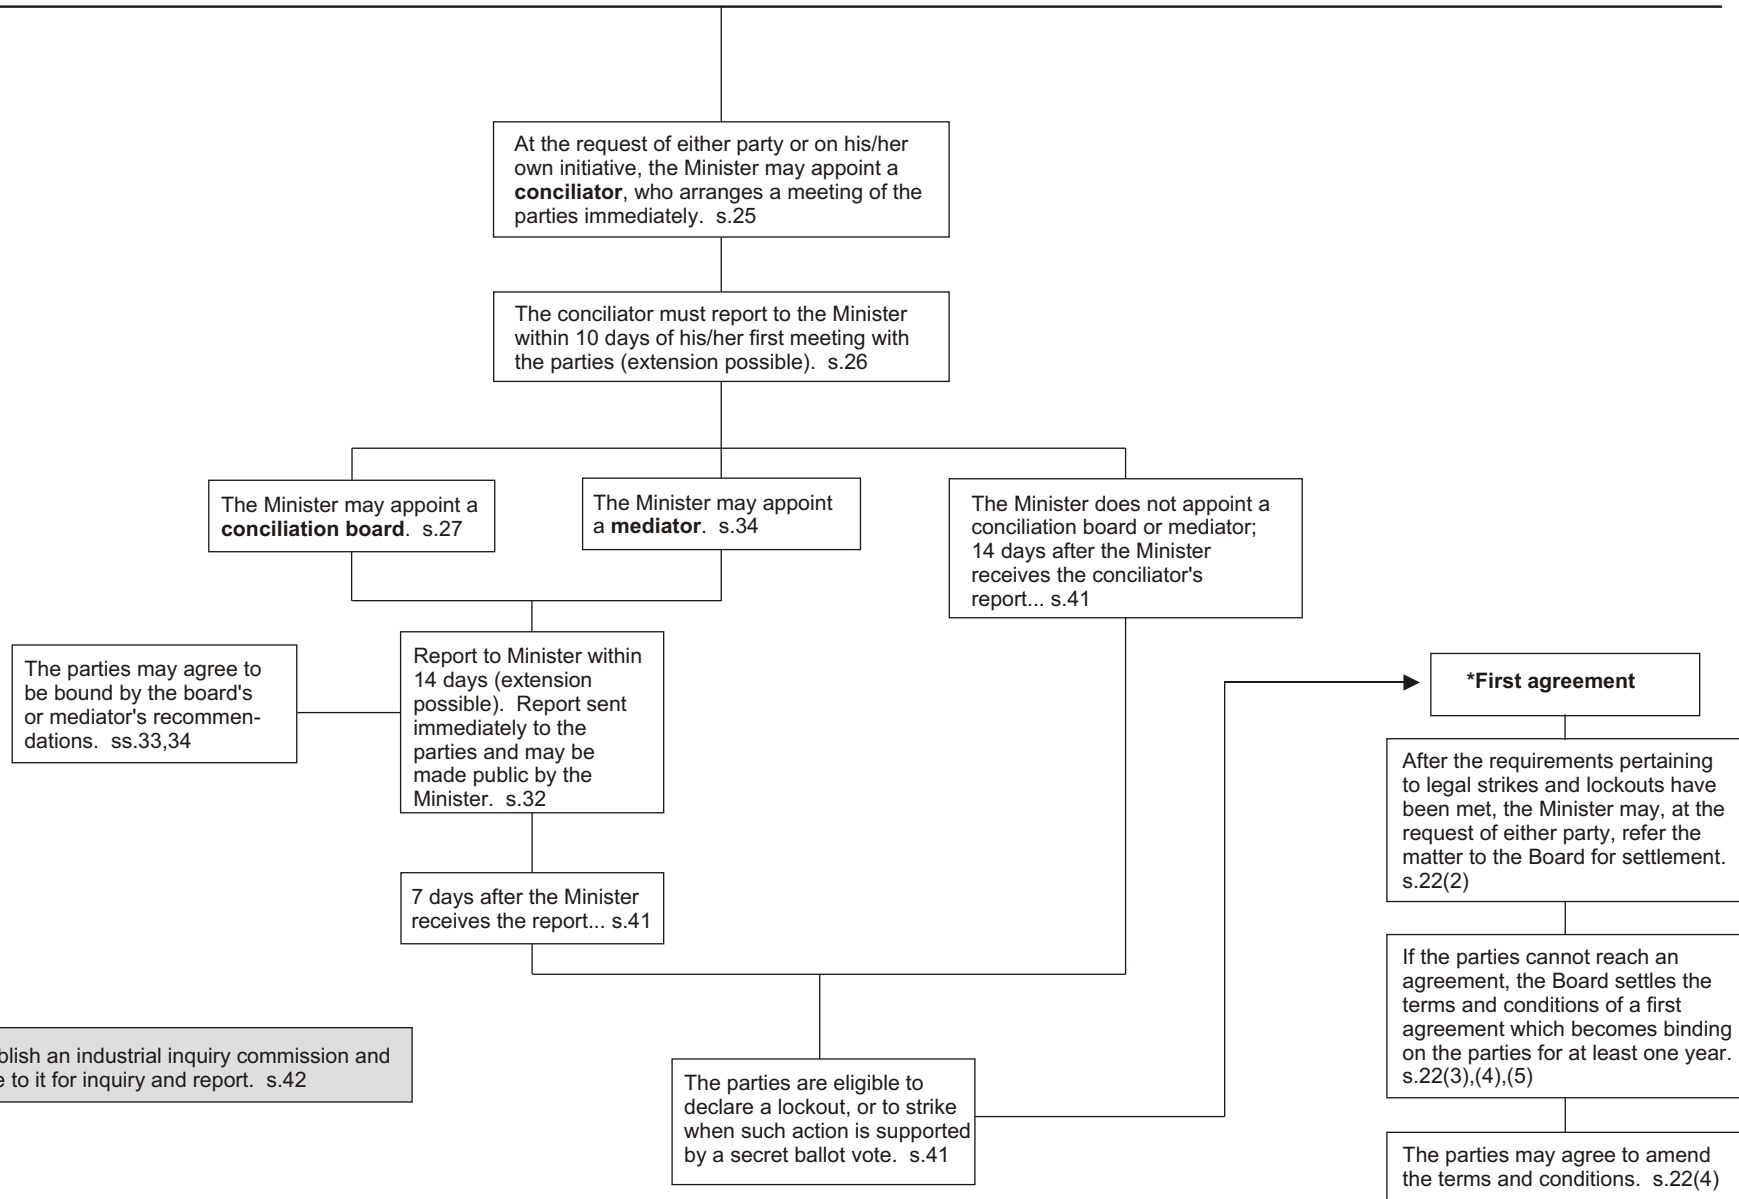 At the request of either party or on his/her
own initiative, the Minister may appoint a
conciliator, who arranges a meeting of the
parties immediately.  s.25
The conciliator must report to the Minister
within 10 days of his/her first meeting with
the parties (extension possible).  s.26
The Minister may appoint a
conciliation board.  s.27
The Minister may appoint
a mediator.  s.34
The Minister does not appoint a
conciliation board or mediator;
14 days after the Minister
receives the conciliator's
report... s.41
The parties may agree to
be bound by the board's
or mediator's recommen-
dations.  ss.33,34
Report to Minister within
14 days (extension
possible).  Report sent
immediately to the
parties and may be
made public by the
Minister.  s.32
*First agreement
After the requirements pertaining
to legal strikes and lockouts have
been met, the Minister may, at the
request of either party, refer the
matter to the Board for settlement.
s.22(2)
7 days after the Minister
receives the report... s.41
If the parties cannot reach an
agreement, the Board settles the
terms and conditions of a first
agreement which becomes binding
on the parties for at least one year.
s.22(3),(4),(5)
blish an industrial inquiry commission and
e to it for inquiry and report.  s.42
The parties are eligible to
declare a lockout, or to strike
when such action is supported
by a secret ballot vote.  s.41
The parties may agree to amend
the terms and conditions.  s.22(4)